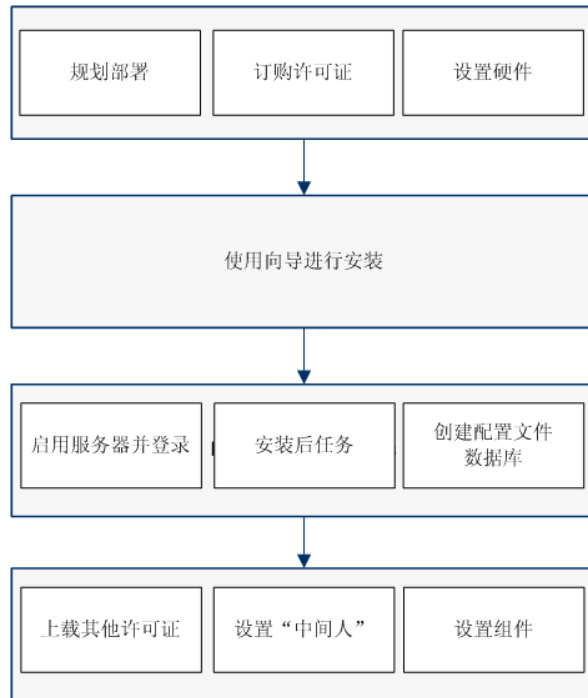 规划部署
订购许可证
设置硬件
使用向导进行安装
启用服务器并登录
安装后任务
创建配置文件
数据库
上载其他许可证
设置“中间人”
设置组件